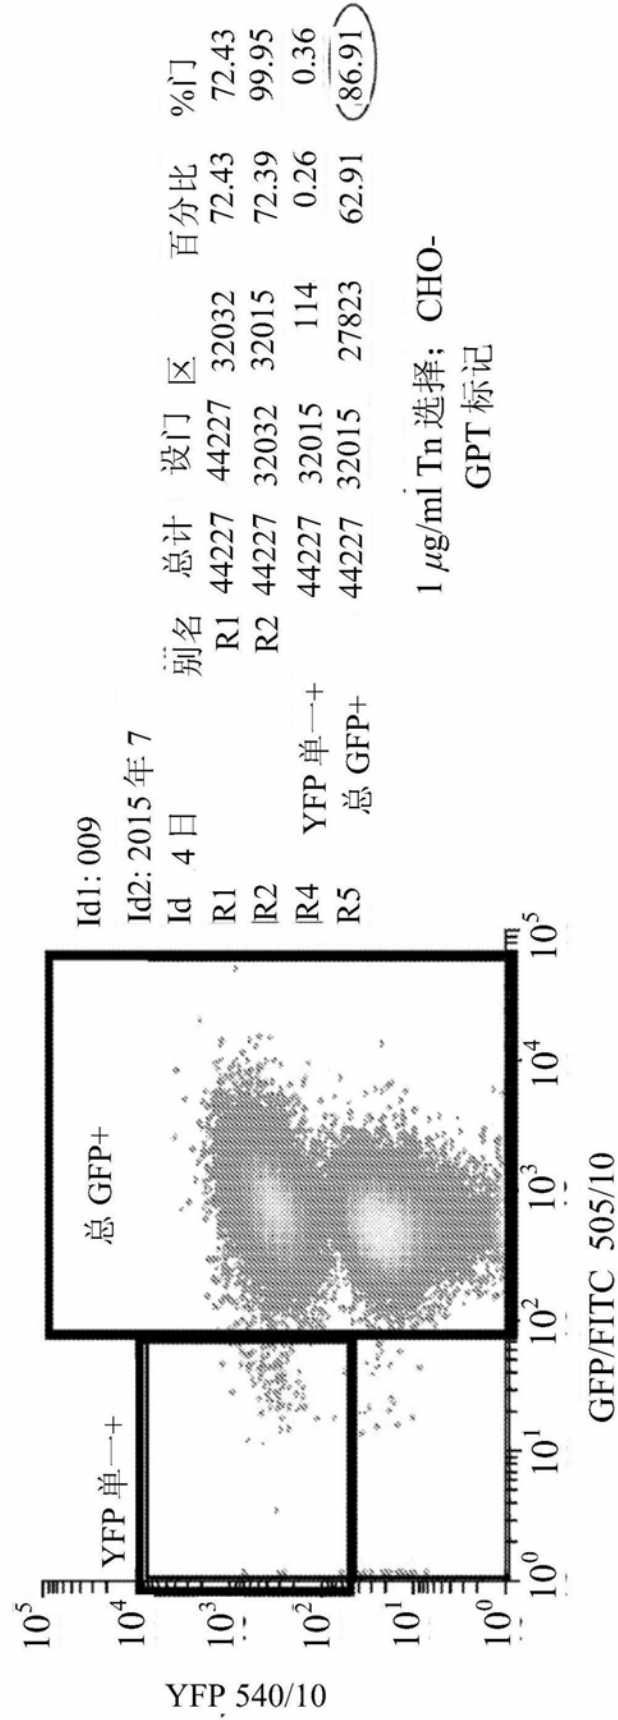 Id1: 009
Id2: 2015 年 7
Id 4 日 别名 总计 设门 区 百分比 %门
R1 R1 44227 44227 32032 72.43 72.43
R2 R2 44227 32032 32015 72.39 99.95
R4 YFP 单一+ 44227 32015 114 0.26 0.36
R5 总 GFP+ 44227 32015 27823 62.91 86.91
1 μg/ml Tn 选择; CHO-
GPT 标记
YFP 单一+
总 GFP+
YFP 540/10
10⁵
10⁴
10³
10²
10¹
10⁰
10⁰ 10¹ 10² 10³ 10⁴ 10⁵
GFP/FITC 505/10